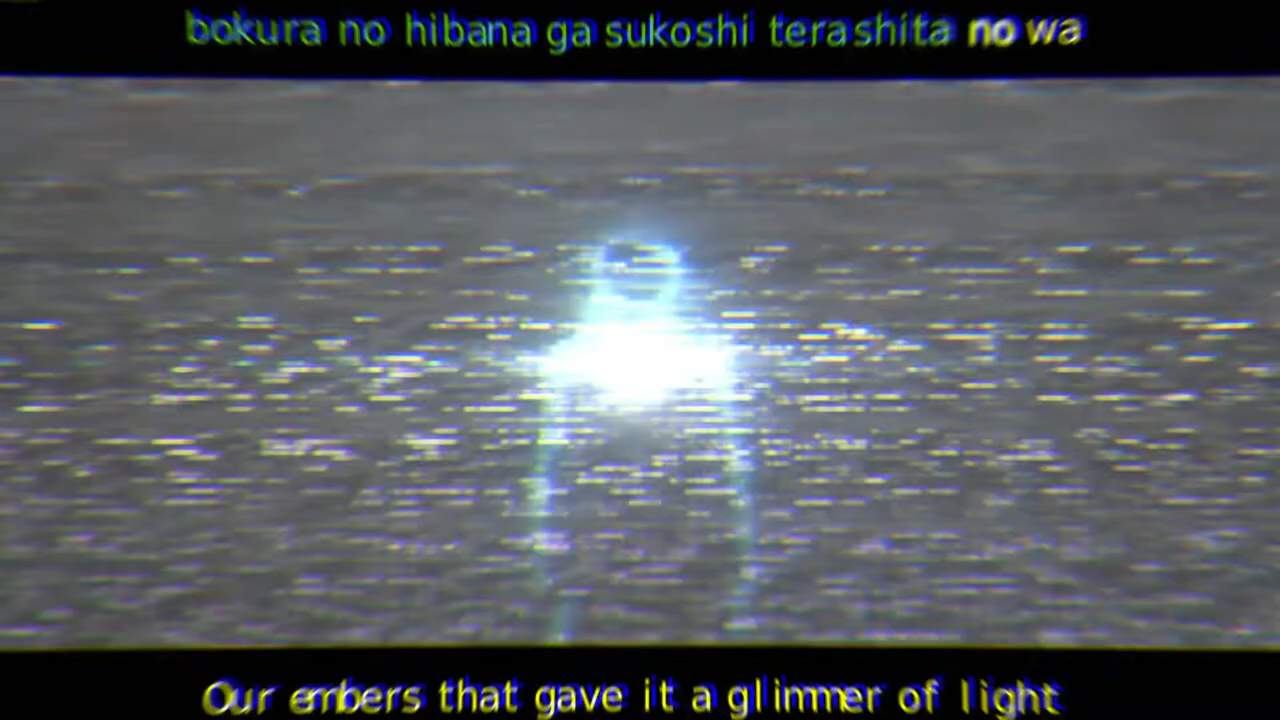 bokura no hibana ga sukoshi terashita no wa
Our embers that gave it a glimmer of light